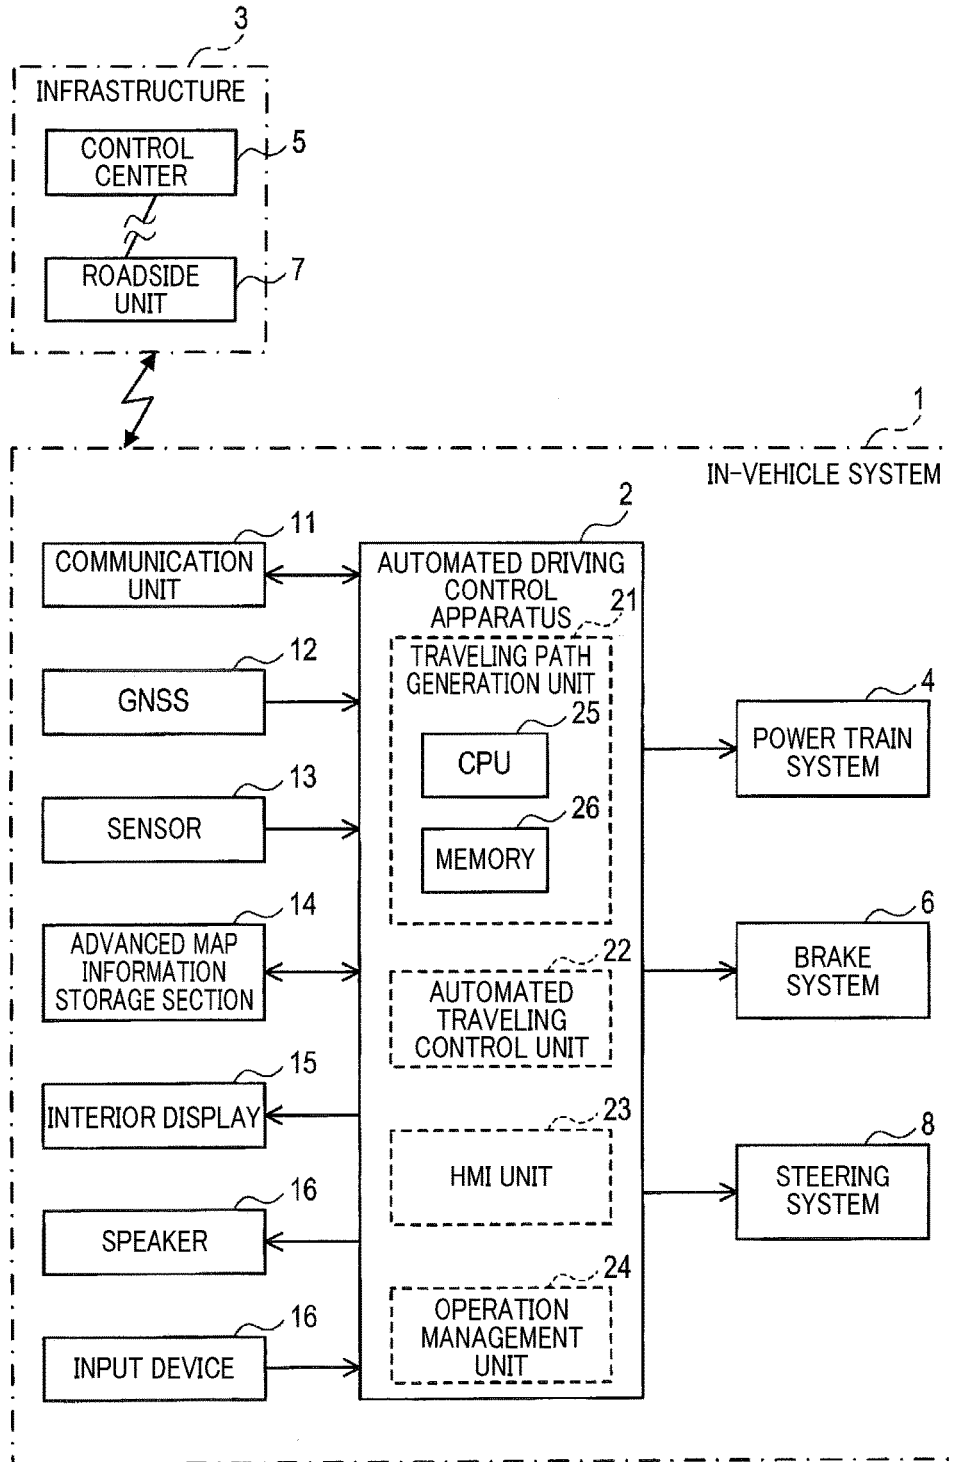 3
INFRASTRUCTURE
CONTROL
CENTER
5
ROADSIDE
UNIT
7
1
IN-VEHICLE SYSTEM
11
COMMUNICATION
UNIT
12
GNSS
13
SENSOR
14
ADVANCED MAP
INFORMATION
STORAGE SECTION
15
INTERIOR DISPLAY
16
SPEAKER
16
INPUT DEVICE
2
AUTOMATED DRIVING
CONTROL
APPARATUS
21
TRAVELING PATH
GENERATION UNIT
25
CPU
26
MEMORY
22
AUTOMATED
TRAVELING
CONTROL UNIT
23
HMI UNIT
24
OPERATION
MANAGEMENT
UNIT
4
POWER TRAIN
SYSTEM
6
BRAKE
SYSTEM
8
STEERING
SYSTEM